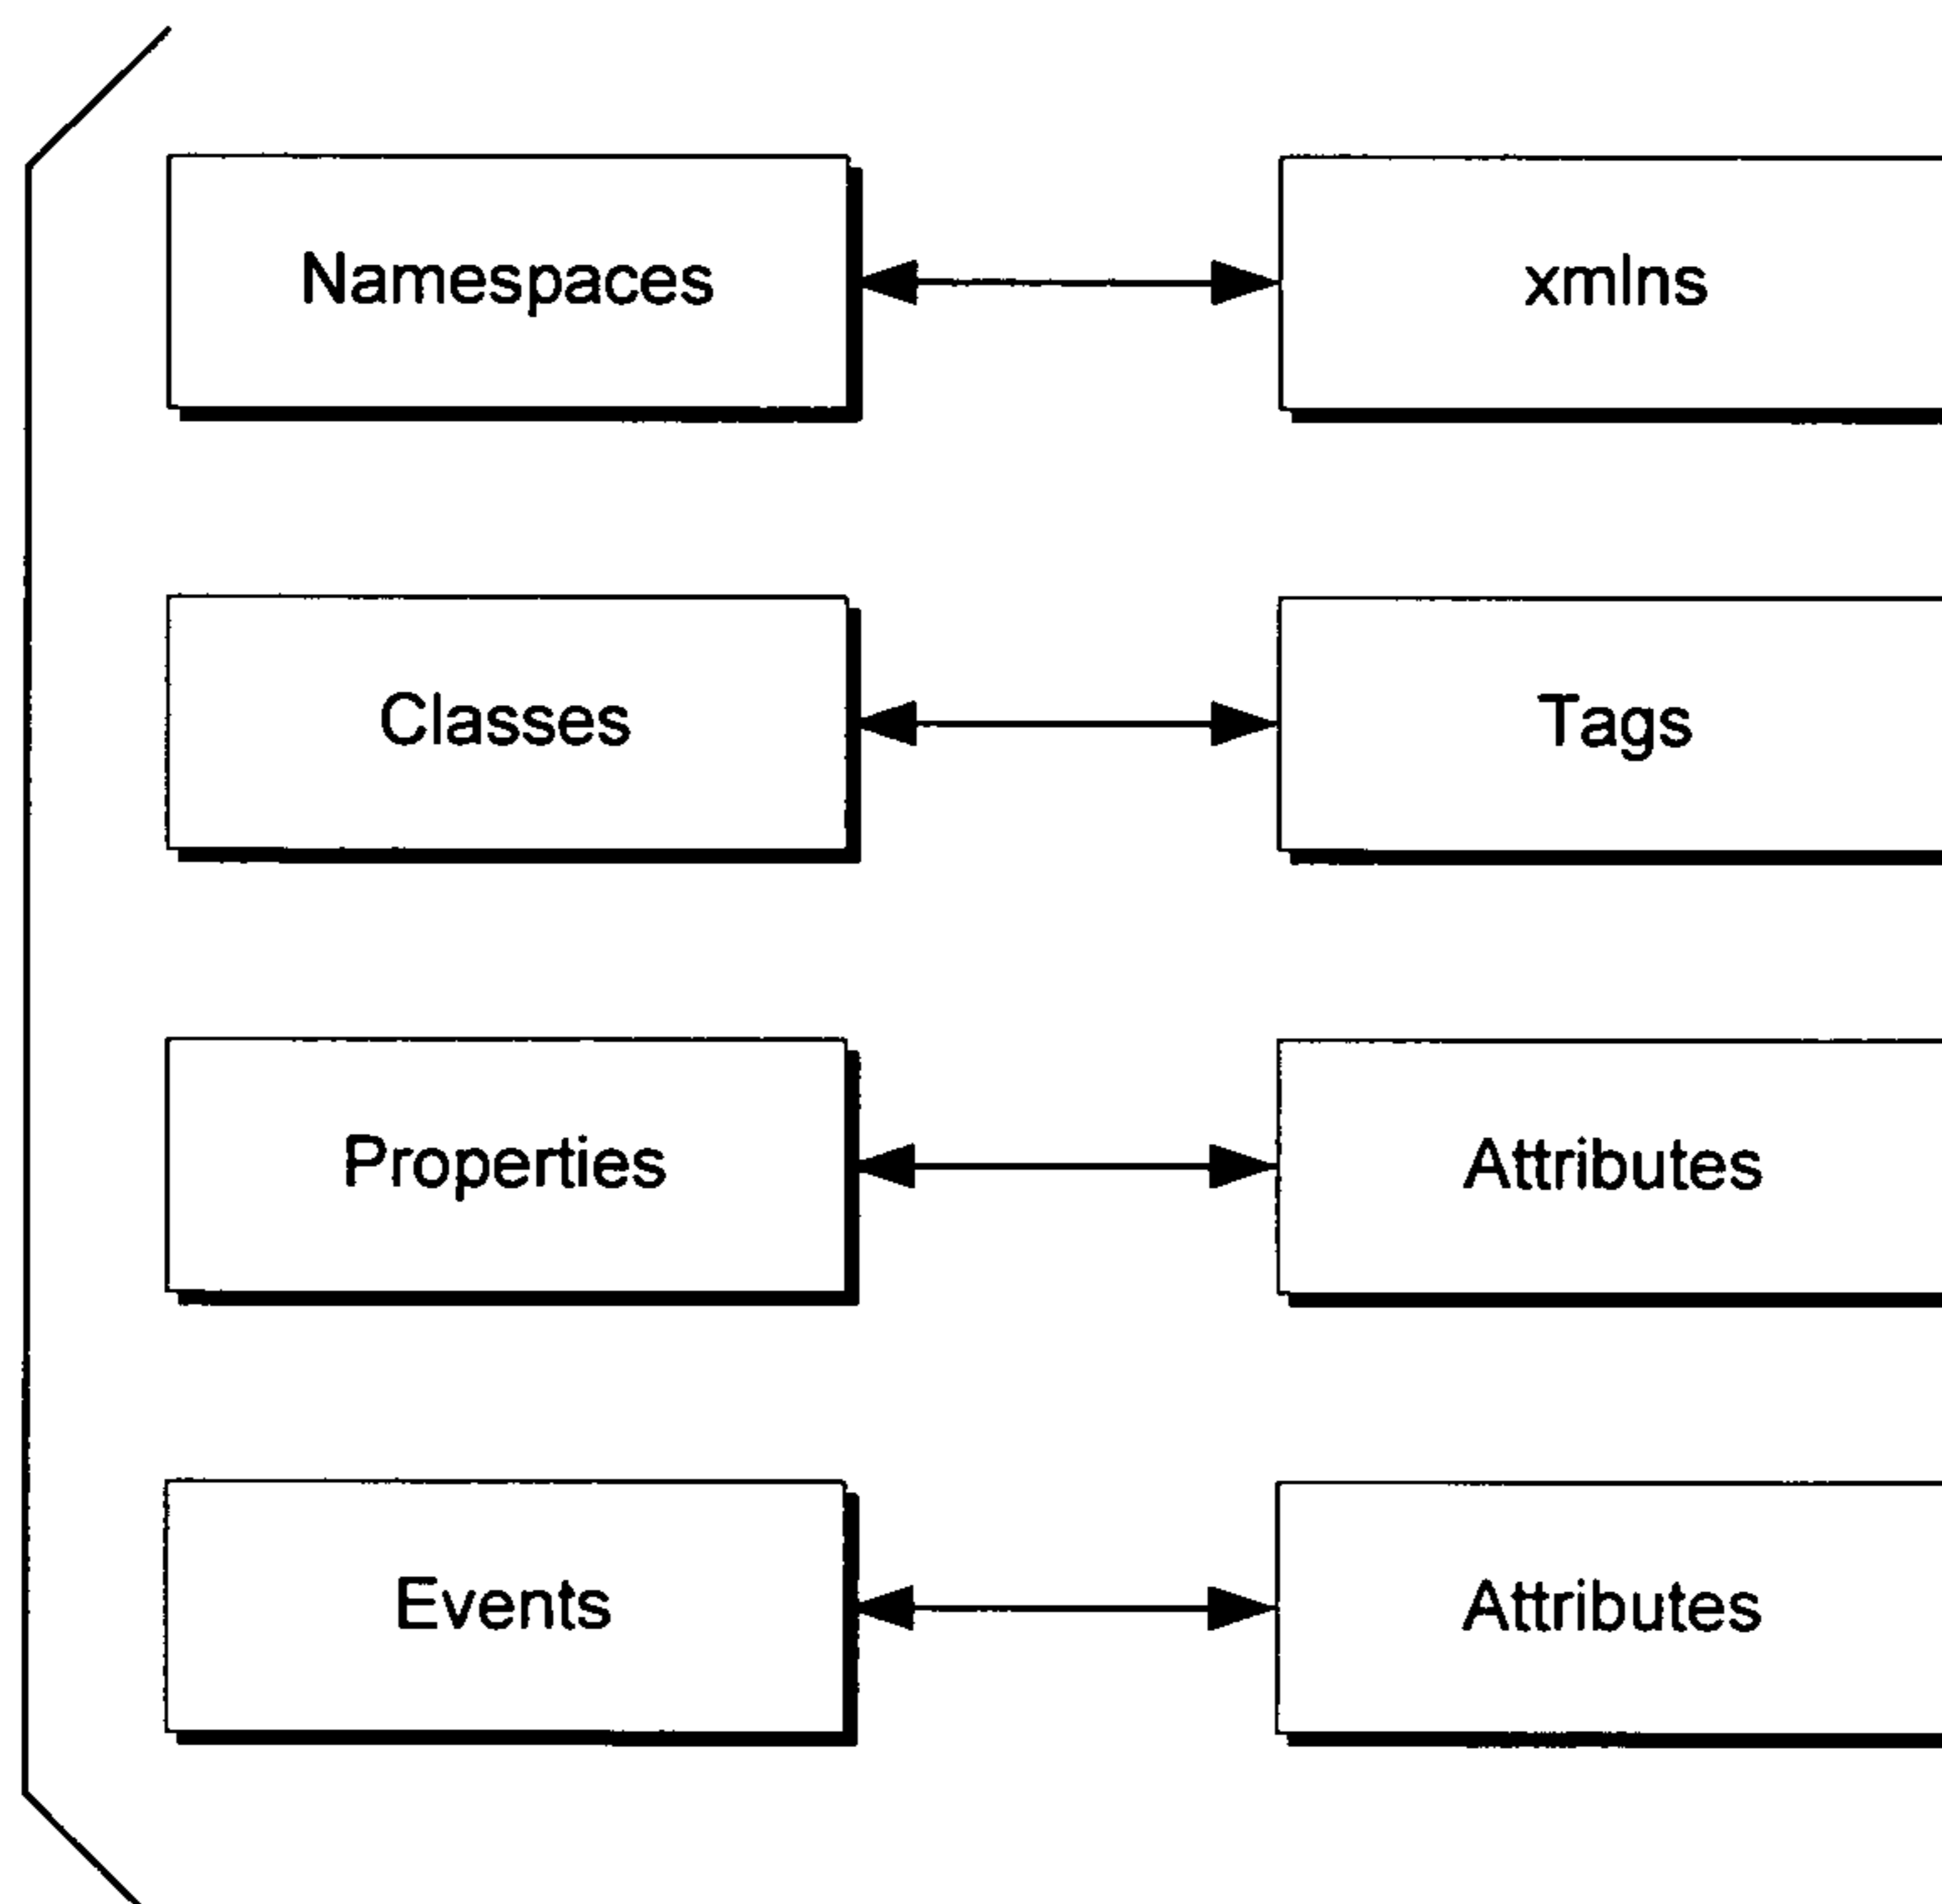 Namespaces
xmlns
Classes
Tags
Properties
Attributes
Events
Attributes